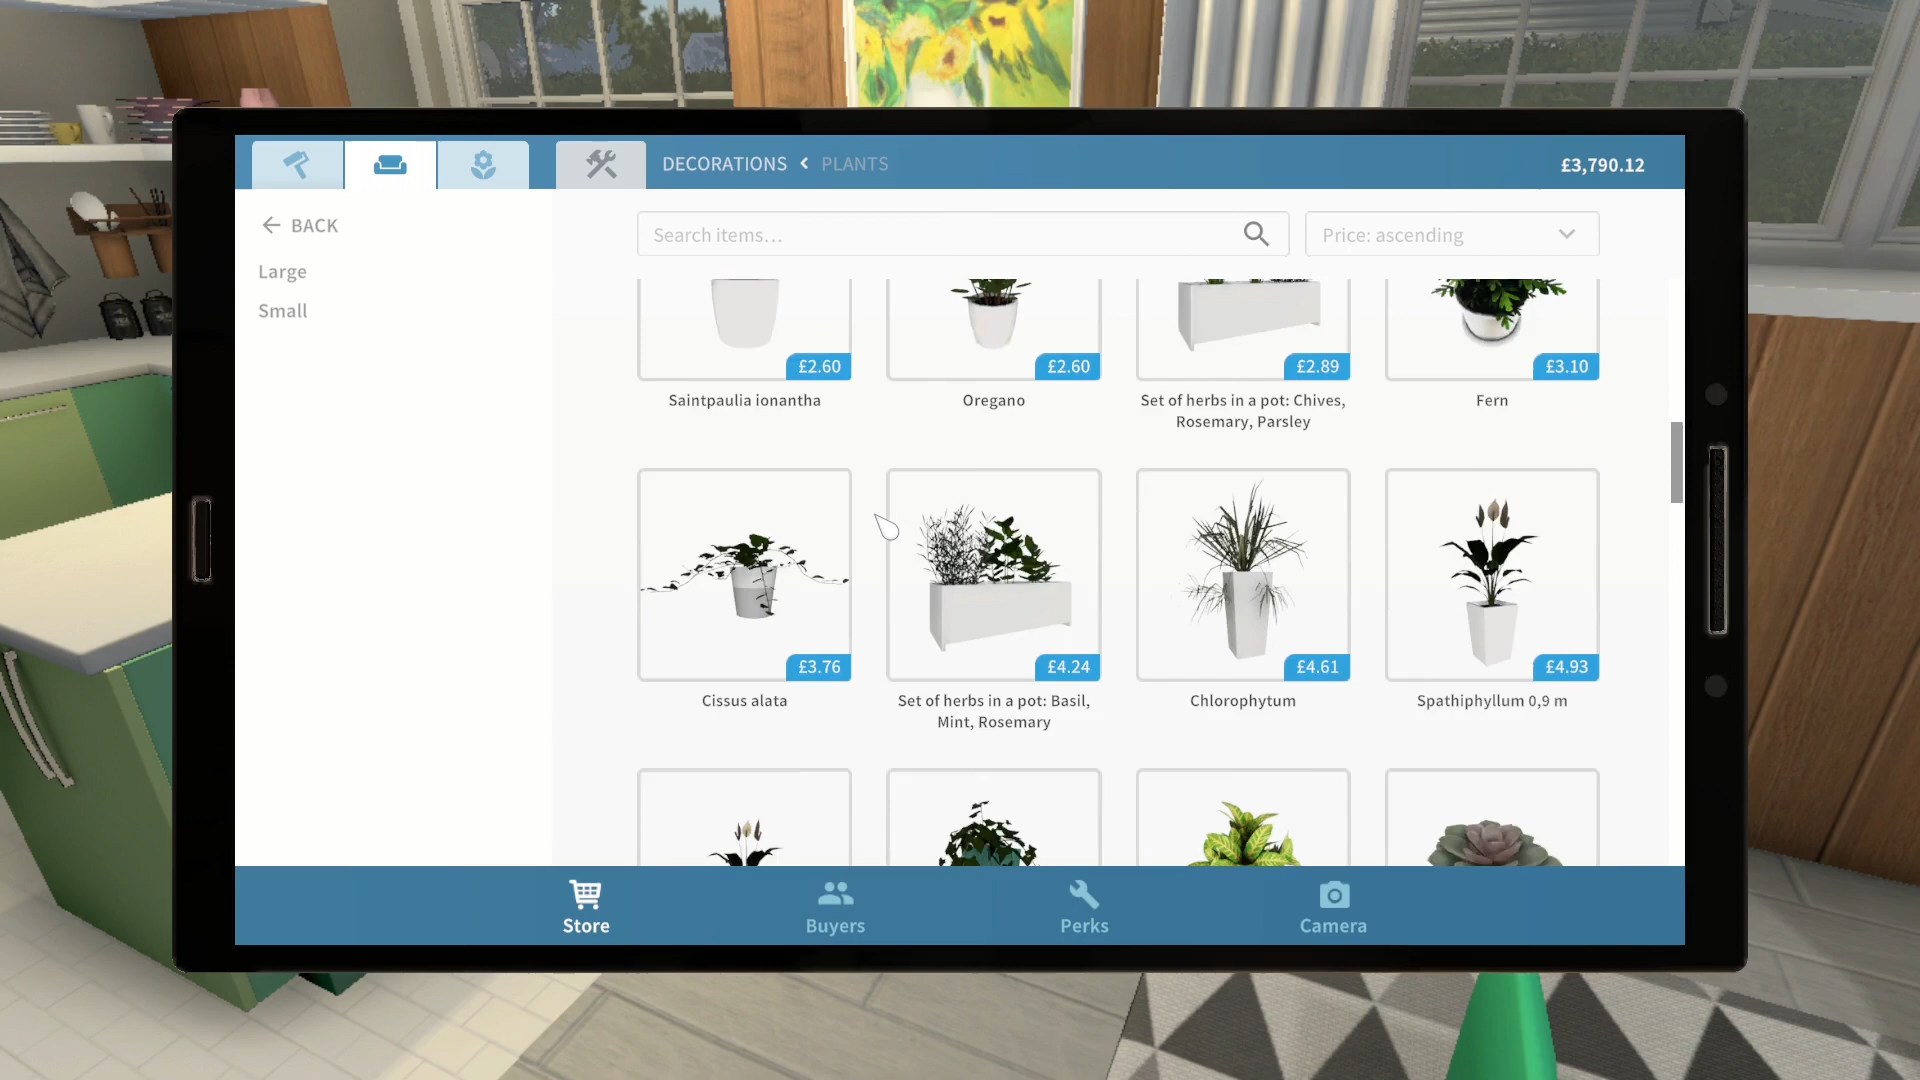 DECORATIONS < PLANTS
£3,790.12
BACK
Large
Small
Search items...
Price: ascending
£2.60
£2.60
£2.89
£3.10
Saintpaulia ionantha
Oregano
Set of herbs in a pot: Chives,
Rosemary, Parsley
Fern
£3.76
£4.24
£4.61
£4.93
Cissus alata
Set of herbs in a pot: Basil,
Mint, Rosemary
Chlorophytum
Spathiphyllum 0,9 m
Store
Buyers
Perks
Camera